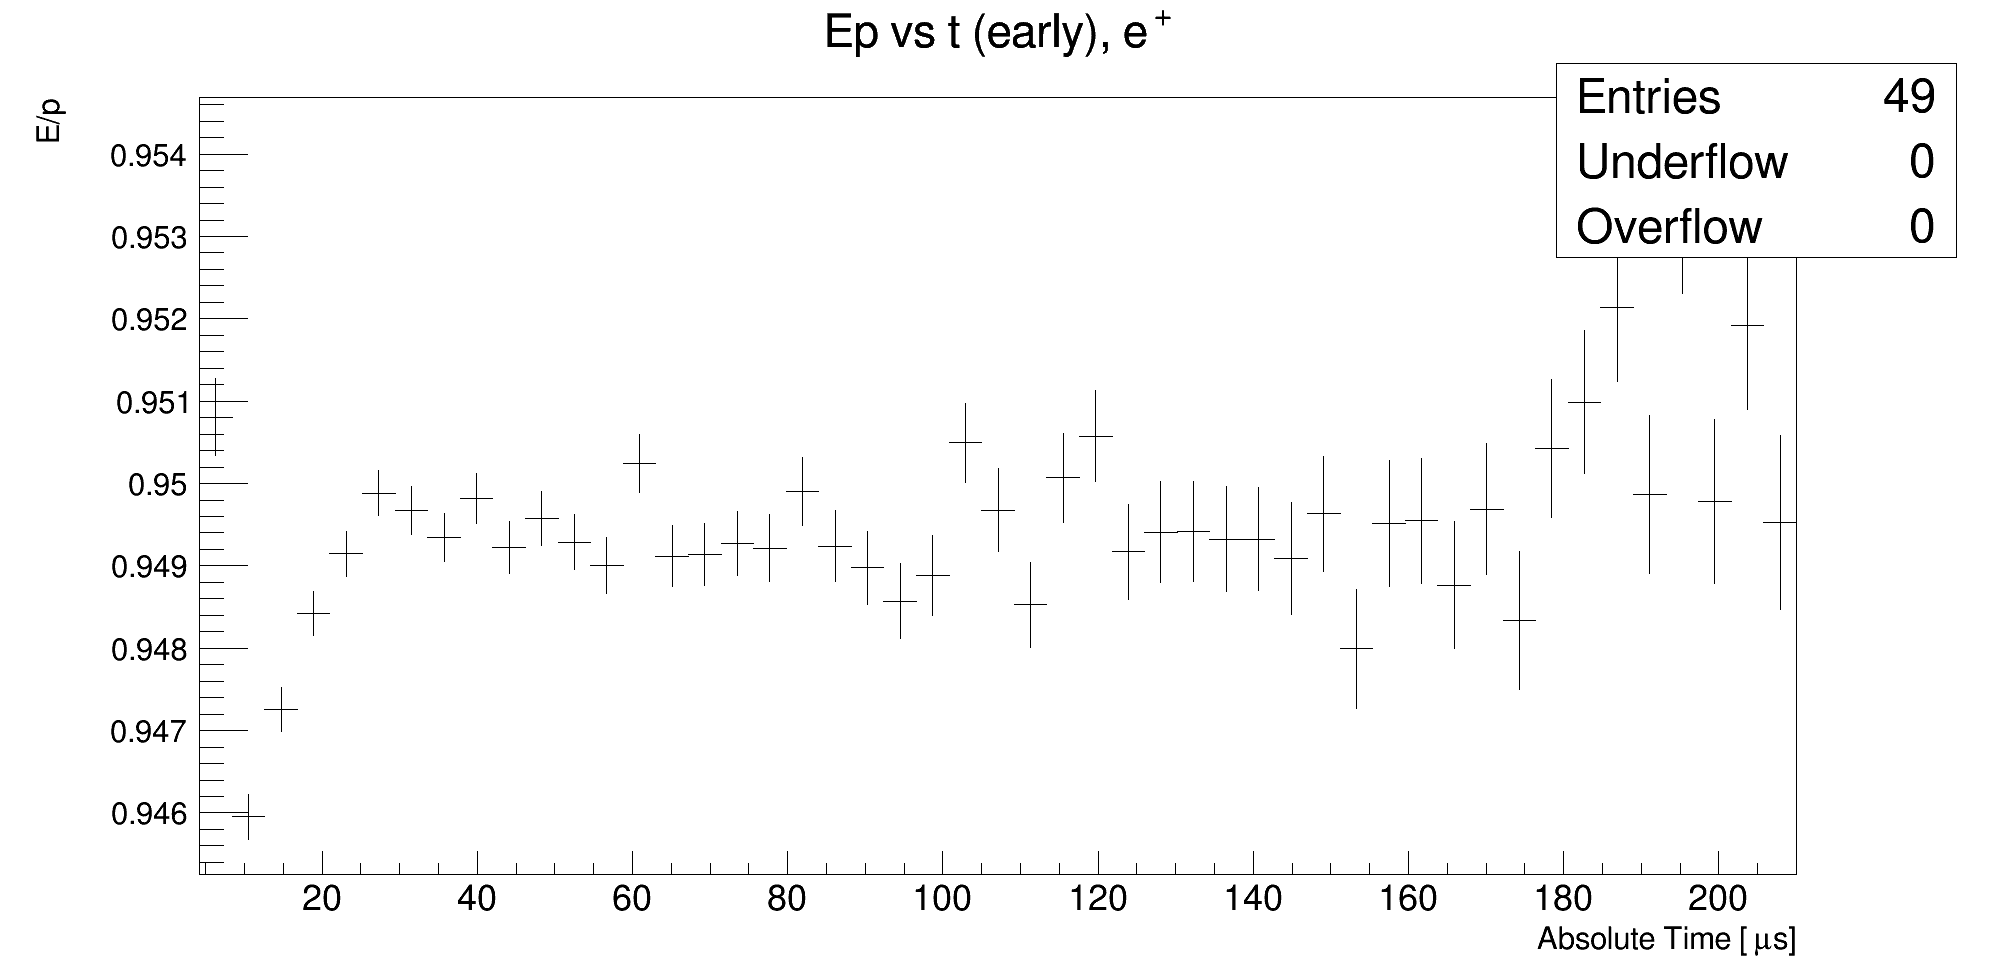 Ep vs t (early), e⁺
Entries 49
Underflow 0
Overflow 0
E/p
0.954
0.953
0.952
0.951
0.95
0.949
0.948
0.947
0.946
20 40 60 80 100 120 140 160 180 200
Absolute Time [ μs]